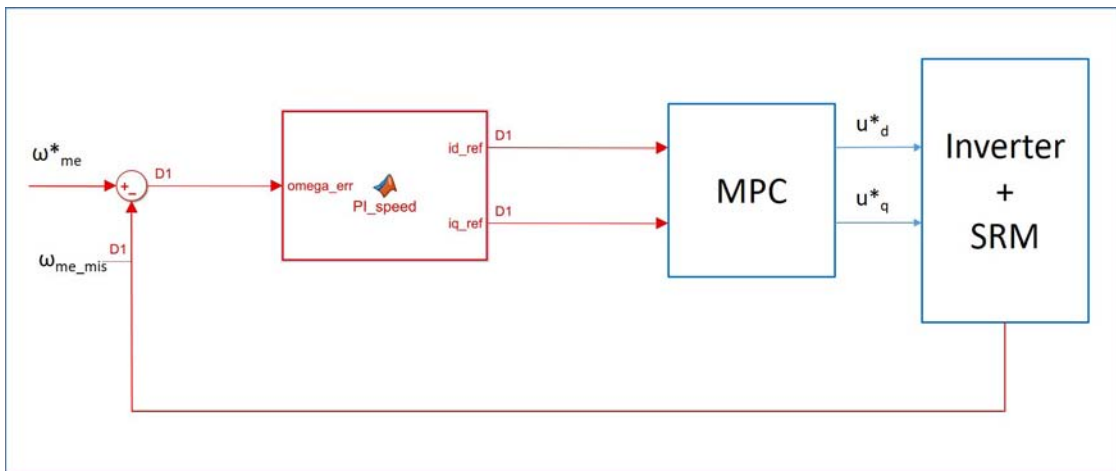 ω*me
D1
ωme_mis
D1
omega_err
PI_speed
id_ref
iq_ref
D1
D1
MPC
u*d
u*q
Inverter
+
SRM